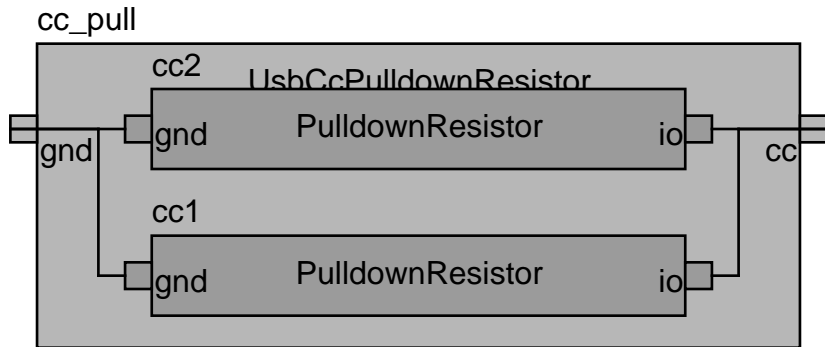 cc_pull
cc2
UsbCcPulldownResistor
gnd PulldownResistor io
gnd cc
cc1
gnd PulldownResistor io